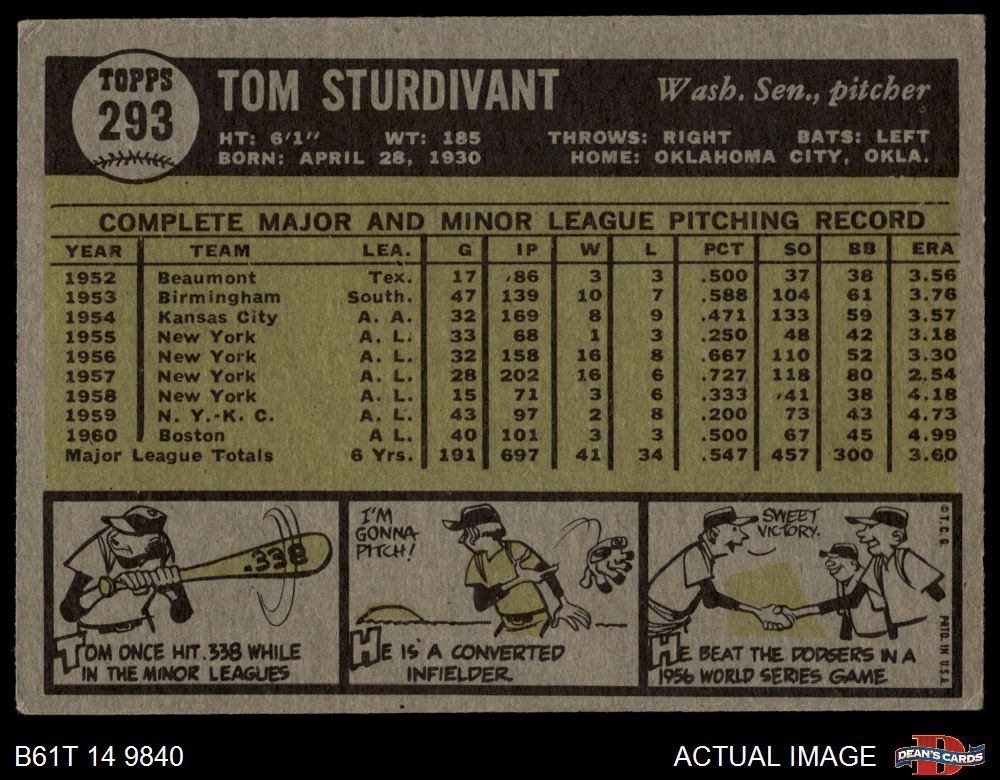 TOPPS
293
TOM STURDIVANT
Wash. Sen., pitcher
HT: 6'1" WT: 185 THROWS: RIGHT BATS: LEFT
BORN: APRIL 28, 1930 HOME: OKLAHOMA CITY, OKLA.
COMPLETE MAJOR AND MINOR LEAGUE PITCHING RECORD
YEAR TEAM LEA. G IP W L PCT SO BB ERA
1952 Beaumont Tex. 17 86 3 3 .500 37 38 3.56
1953 Birmingham South. 47 139 10 7 .588 104 61 3.76
1954 Kansas City A. A. 32 169 8 9 .471 133 59 3.57
1955 New York A. L. 33 68 1 3 .250 48 42 3.18
1956 New York A. L. 32 158 16 8 .667 110 52 3.30
1957 New York A. L. 28 202 16 6 .727 118 80 2.54
1958 New York A. L. 15 71 3 6 .333 41 38 4.18
1959 N. Y.-K. C. A. L. 43 97 2 8 .200 73 43 4.73
1960 Boston A L. 40 101 3 3 .500 67 45 4.99
Major League Totals 6 Yrs. 191 697 41 34 .547 457 300 3.60
.338
TOM ONCE HIT .338 WHILE
IN THE MINOR LEAGUES
I'M
GONNA
PITCH!
HE IS A CONVERTED
INFIELDER
SWEET
VICTORY.
HE BEAT THE DODGERS IN A
1956 WORLD SERIES GAME
© T.C.G.
PRTD. IN U.S.A.
B61T 14 9840
ACTUAL IMAGE
DEAN'S CARDS